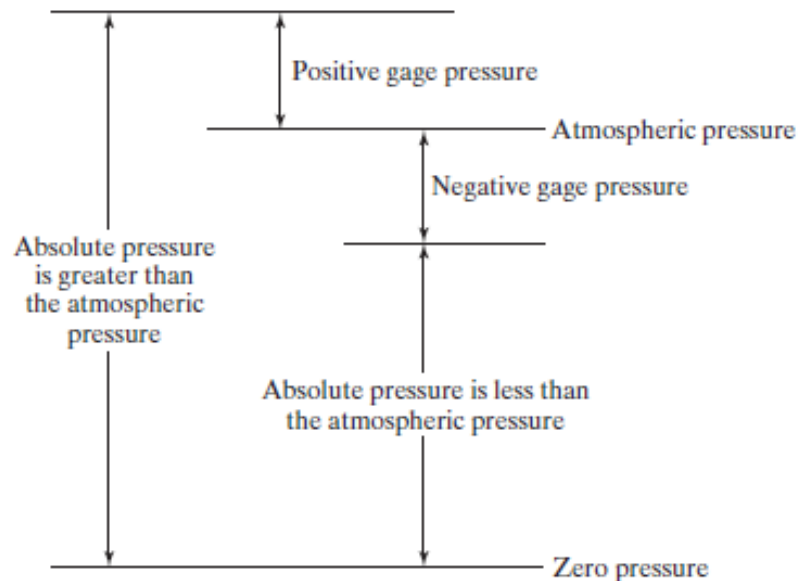 Positive gage pressure
Atmospheric pressure
Negative gage pressure
Absolute pressure
is greater than
the atmospheric
pressure
Absolute pressure is less than
the atmospheric pressure
Zero pressure